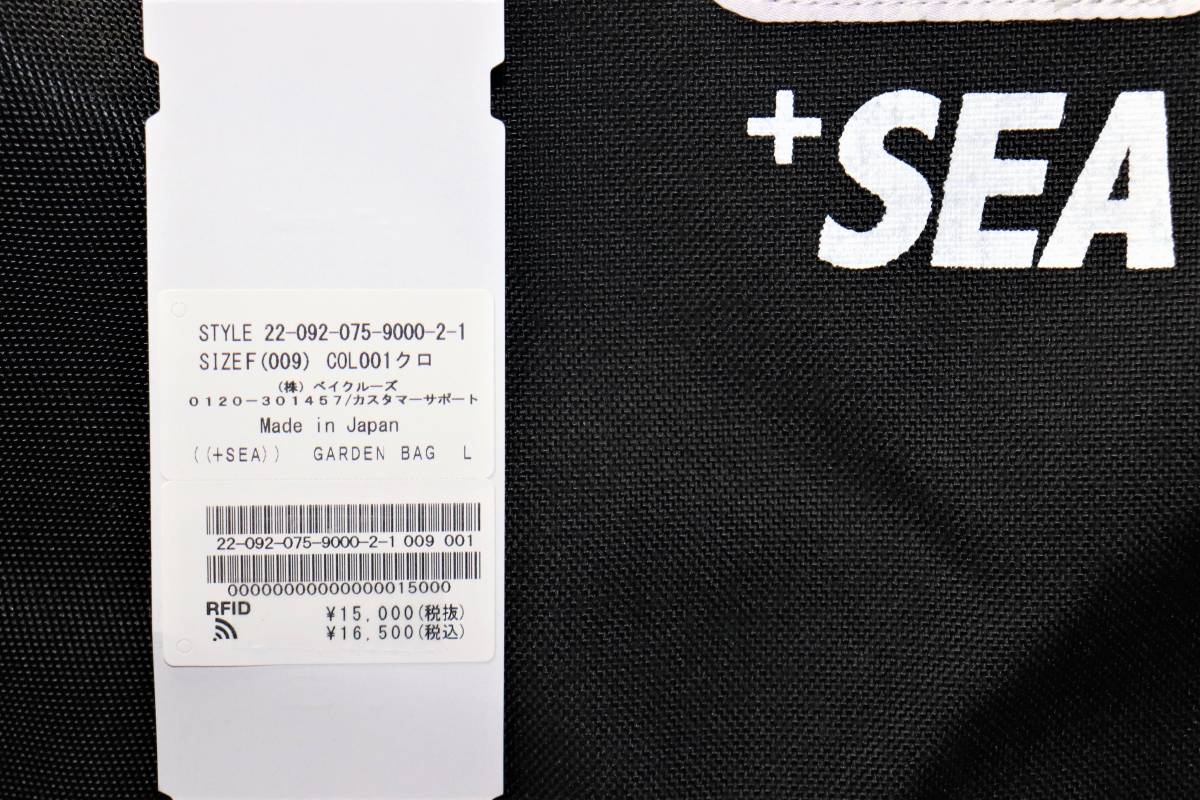 +SEA
STYLE 22-092-075-9000-2-1
SIZEF(009) COL001クロ
(株) ベイクルーズ
0120-301457/カスタマーサポート
Made in Japan
((+SEA)) GARDEN BAG L
22-092-075-9000-2-1 009 001
000000000000000015000
RFID
¥15,000(税抜)
¥16,500(税込)